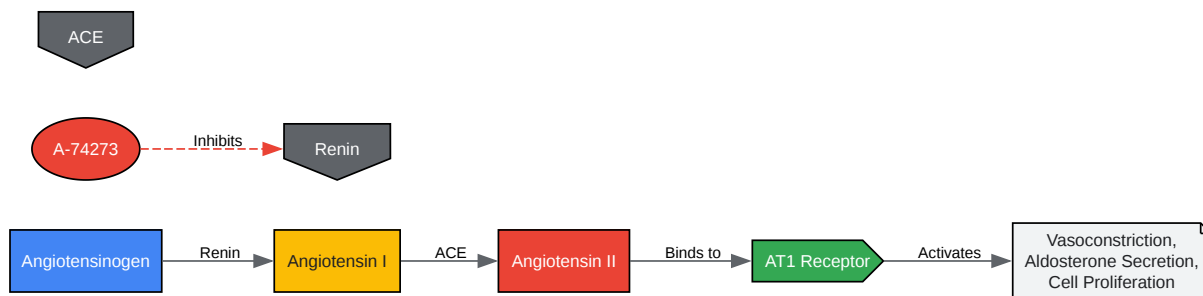 ACE
A-74273
Inhibits
Renin
Angiotensinogen
Renin
Angiotensin I
ACE
Angiotensin II
Binds to
AT1 Receptor
Activates
Vasoconstriction,
Aldosterone Secretion,
Cell Proliferation